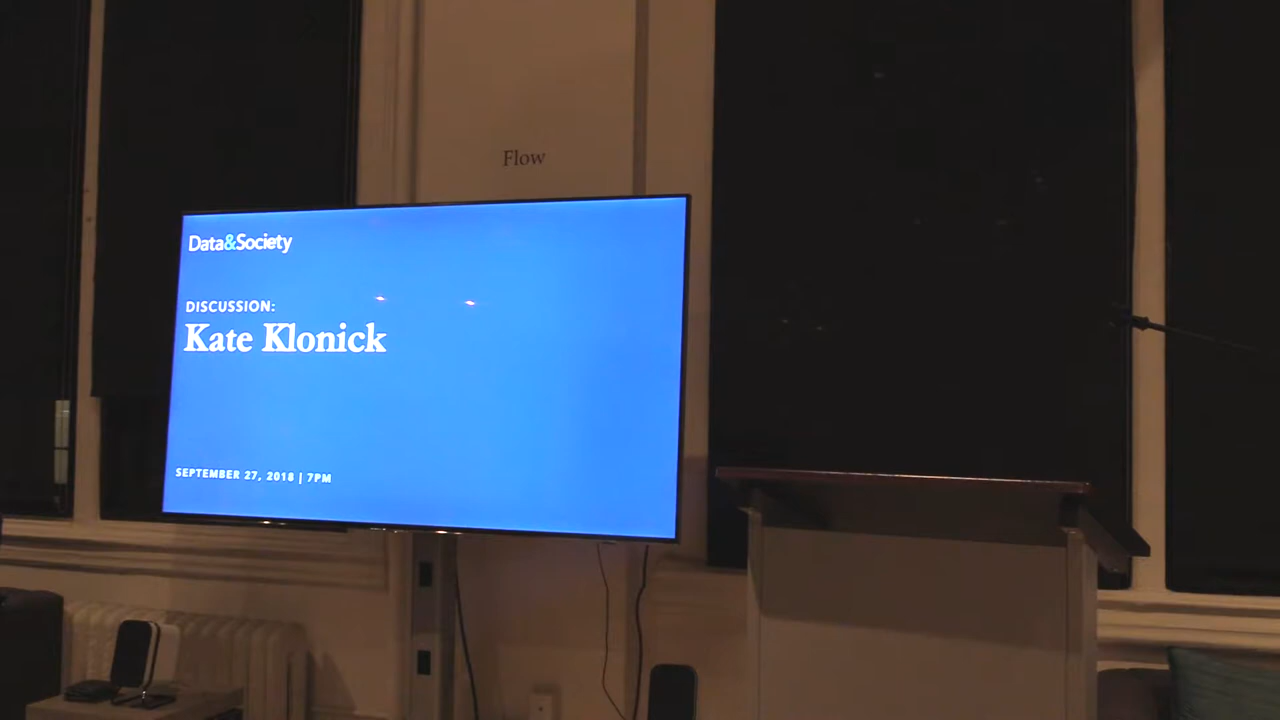 Flow
Data&Society
DISCUSSION:
Kate Klonick
SEPTEMBER 27, 2018 | 7PM